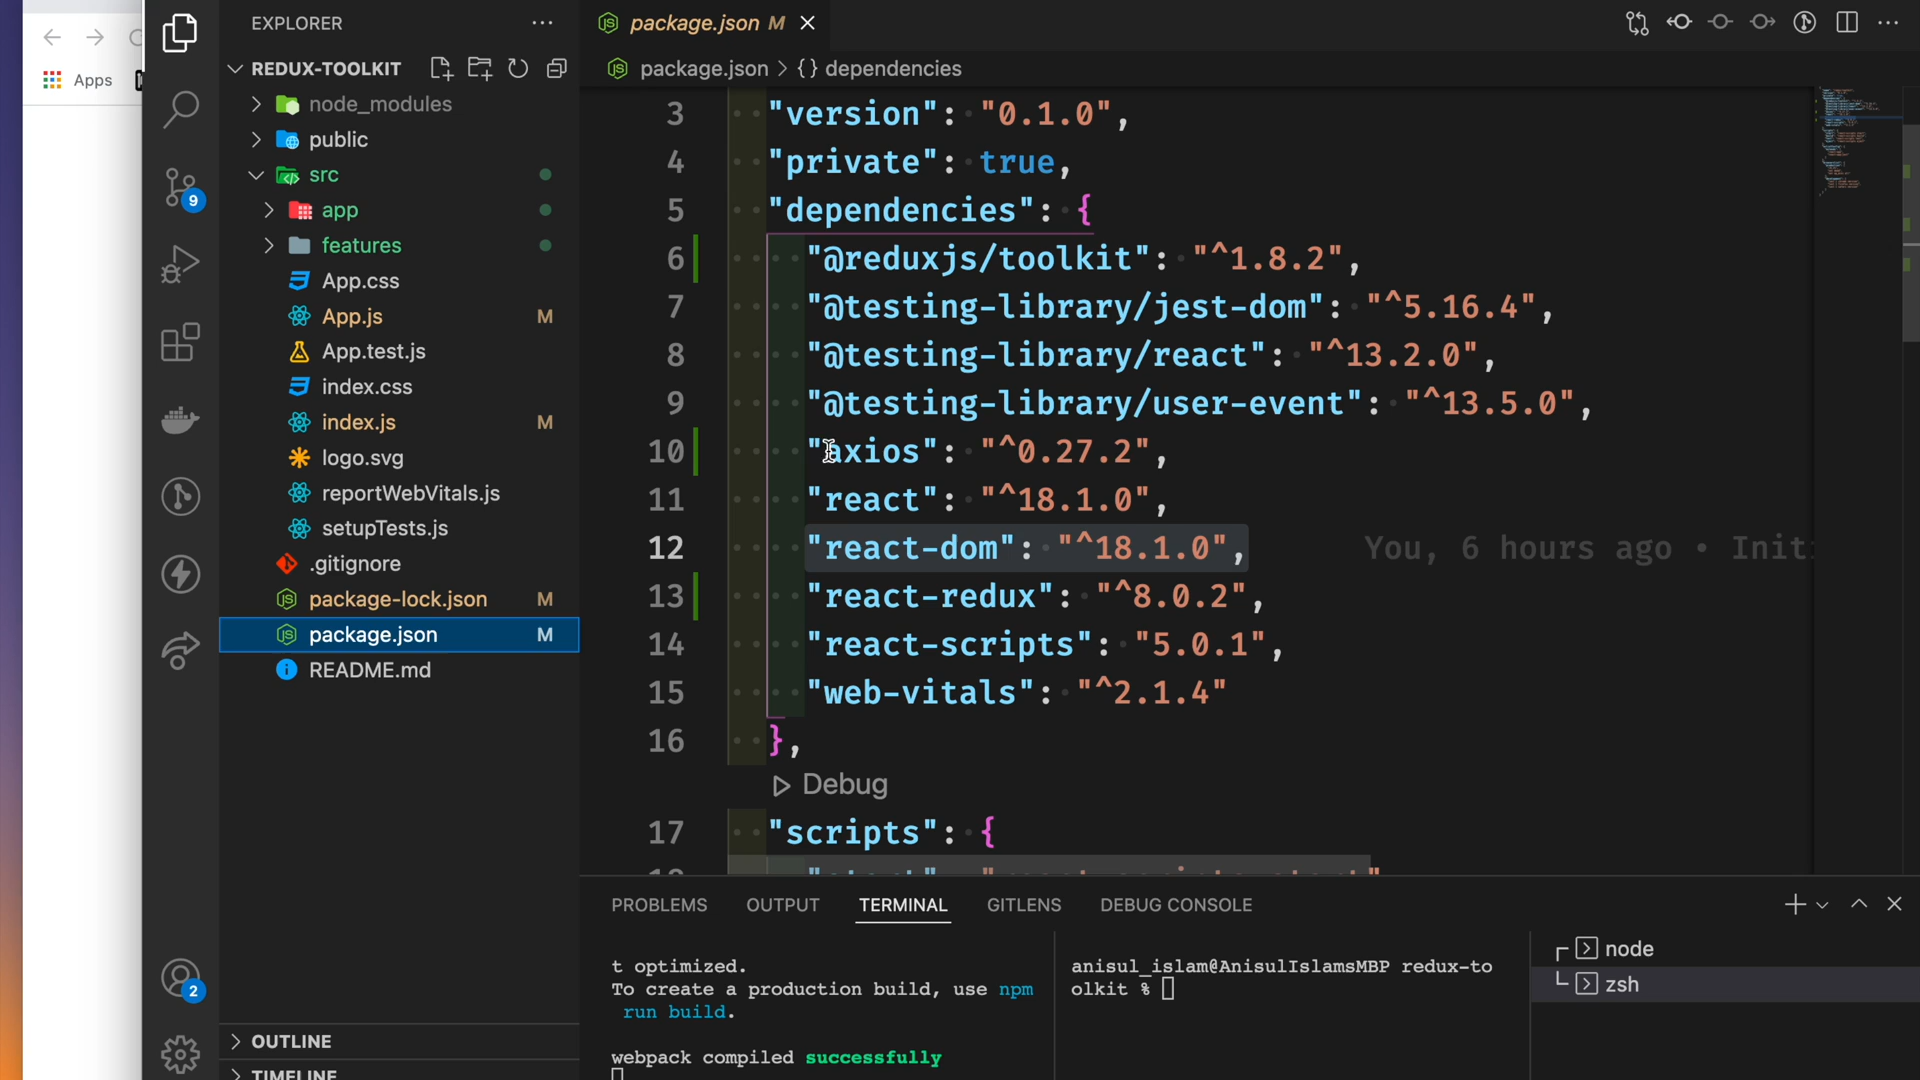 Apps
EXPLORER
REDUX-TOOLKIT
node_modules
public
src
app
features
App.css
App.js M
App.test.js
index.css
index.js M
logo.svg
reportWebVitals.js
setupTests.js
.gitignore
package-lock.json M
package.json M
README.md
OUTLINE
TIMELINE
9
2
package.json M
package.json > {} dependencies
3 "version": "0.1.0",
4 "private": true,
5 "dependencies": {
6 "@reduxjs/toolkit": "^1.8.2",
7 "@testing-library/jest-dom": "^5.16.4",
8 "@testing-library/react": "^13.2.0",
9 "@testing-library/user-event": "^13.5.0",
10 "axios": "^0.27.2",
11 "react": "^18.1.0",
12 "react-dom": "^18.1.0", You, 6 hours ago • Init
13 "react-redux": "^8.0.2",
14 "react-scripts": "5.0.1",
15 "web-vitals": "^2.1.4"
16 },
Debug
17 "scripts": {
PROBLEMS OUTPUT TERMINAL GITLENS DEBUG CONSOLE
t optimized.
To create a production build, use npm
run build.
webpack compiled successfully
anisul_islam@AnisulIslamsMBP redux-to
olkit %
node
zsh